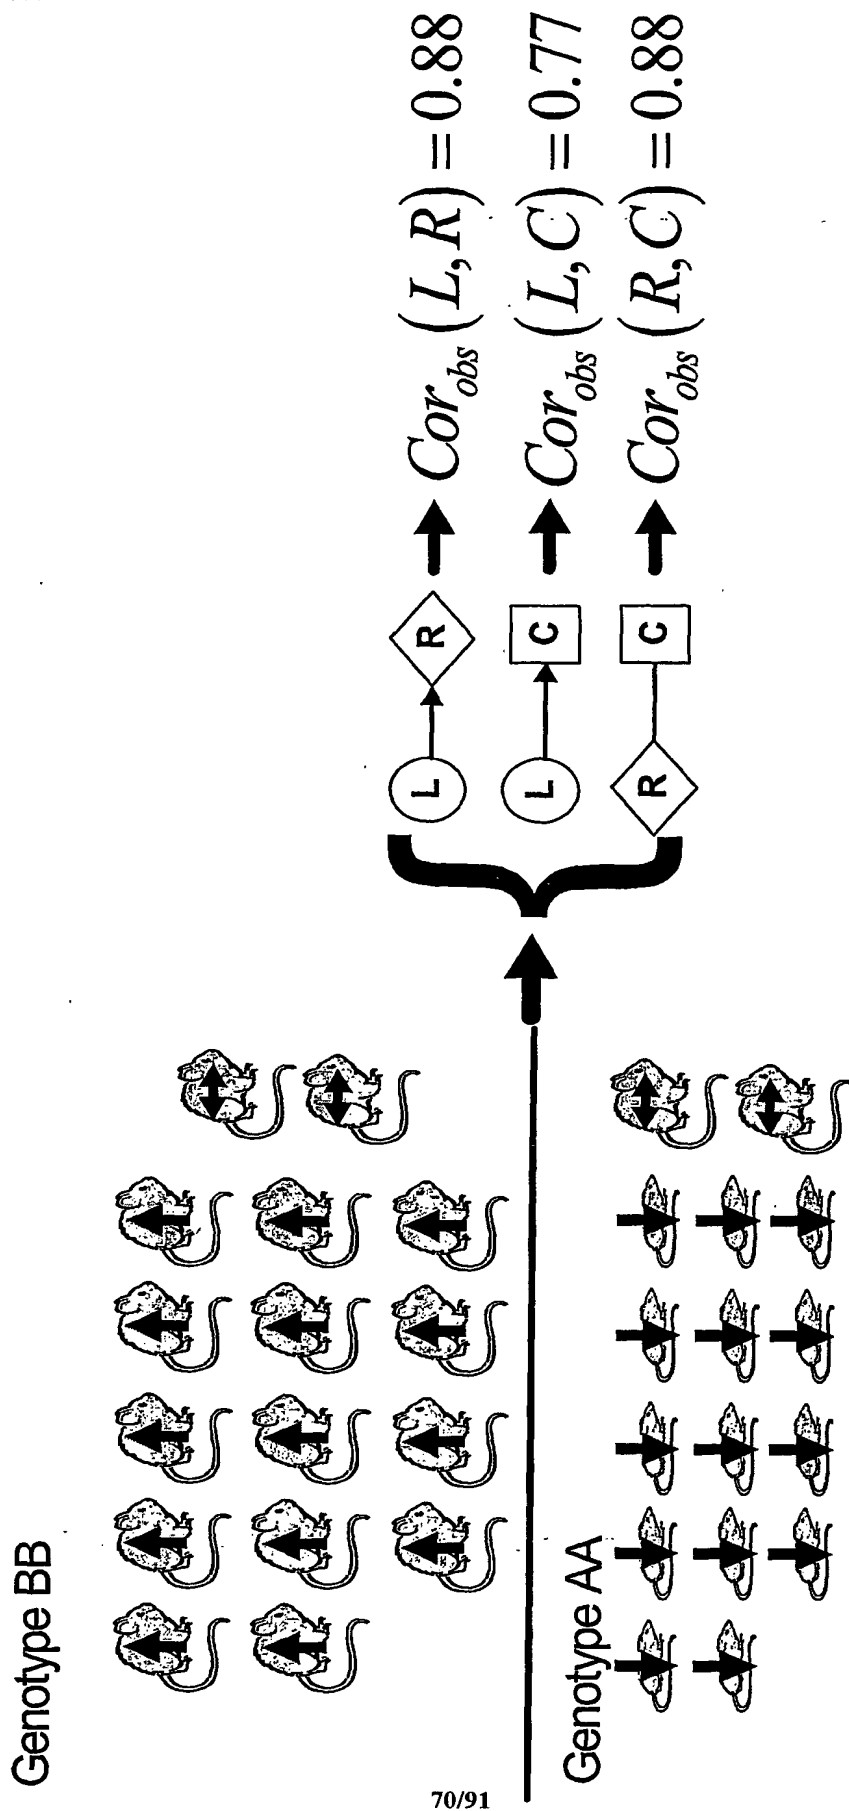 Genotype BB
Genotype AA
L R
L C
R C
Cor_obs (L, R) = 0.88
Cor_obs (L, C) = 0.77
Cor_obs (R, C) = 0.88
70/91